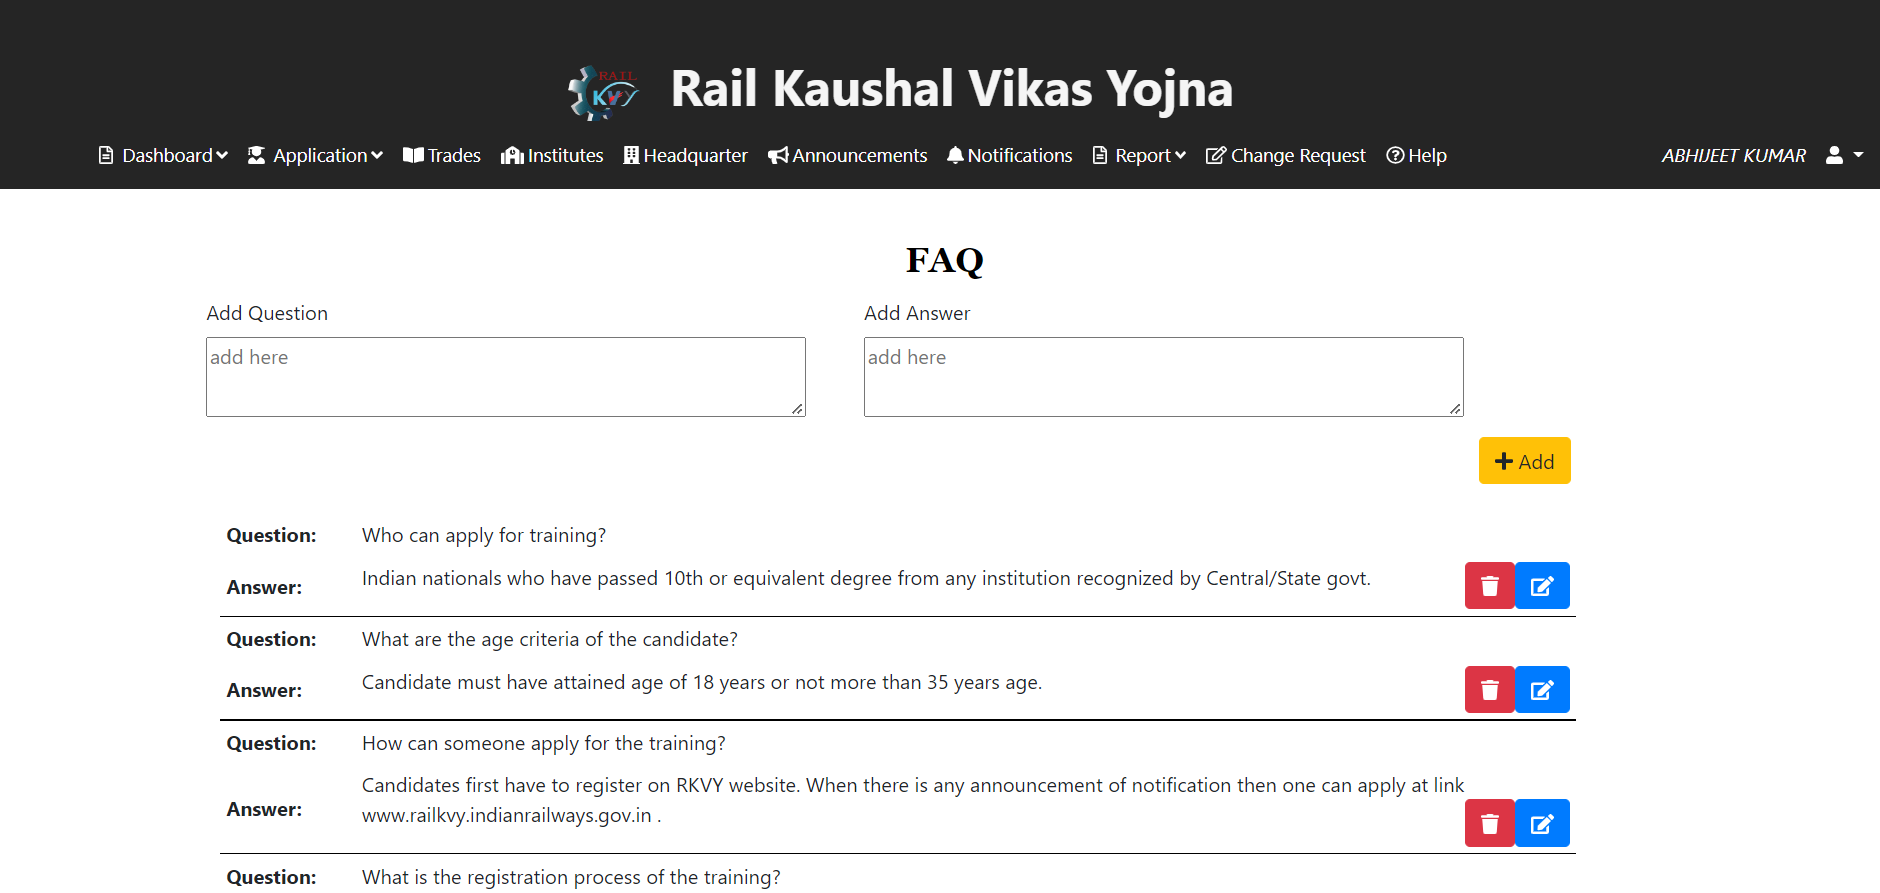 RAIL
KVY
Rail Kaushal Vikas Yojna
Dashboard Application Trades Institutes Headquarter Announcements Notifications Report Change Request Help ABHIJEET KUMAR
FAQ
Add Question Add Answer
add here add here
Add
Question: Who can apply for training?
Answer: Indian nationals who have passed 10th or equivalent degree from any institution recognized by Central/State govt.
Question: What are the age criteria of the candidate?
Answer: Candidate must have attained age of 18 years or not more than 35 years age.
Question: How can someone apply for the training?
Answer: Candidates first have to register on RKVY website. When there is any announcement of notification then one can apply at link
www.railkvy.indianrailways.gov.in .
Question: What is the registration process of the training?